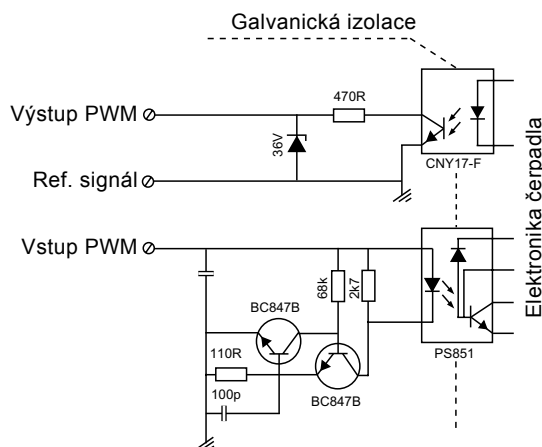 Galvanická izolace
470R
Výstup PWM
36V
CNY17-F
Ref. signál
Elektronika čerpadla
Vstup PWM
68k
2k7
BC847B
110R
PS851
100p
BC847B